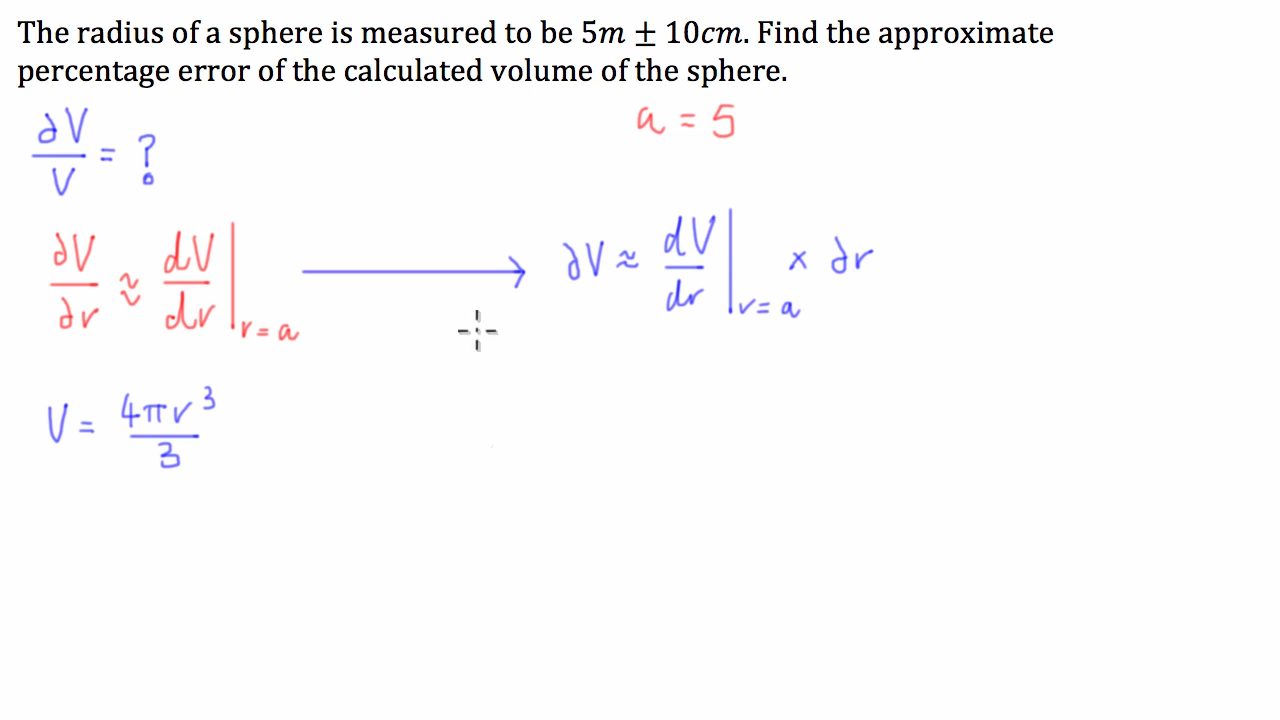 The radius of a sphere is measured to be 5m ± 10cm. Find the approximate
percentage error of the calculated volume of the sphere.
∂V/V = ?
a = 5
∂V/∂r ≈ dV/dr |r=a
∂V ≈ dV/dr |r=a × ∂r
V = 4πr³/3